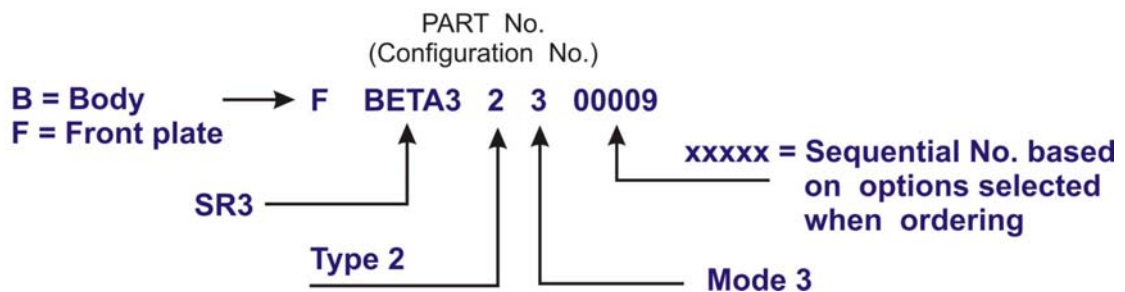 PART No.
(Configuration No.)
B = Body
F = Front plate
F BETA3 2 3 00009
xxxxx = Sequential No. based
on options selected
when ordering
SR3
Type 2
Mode 3